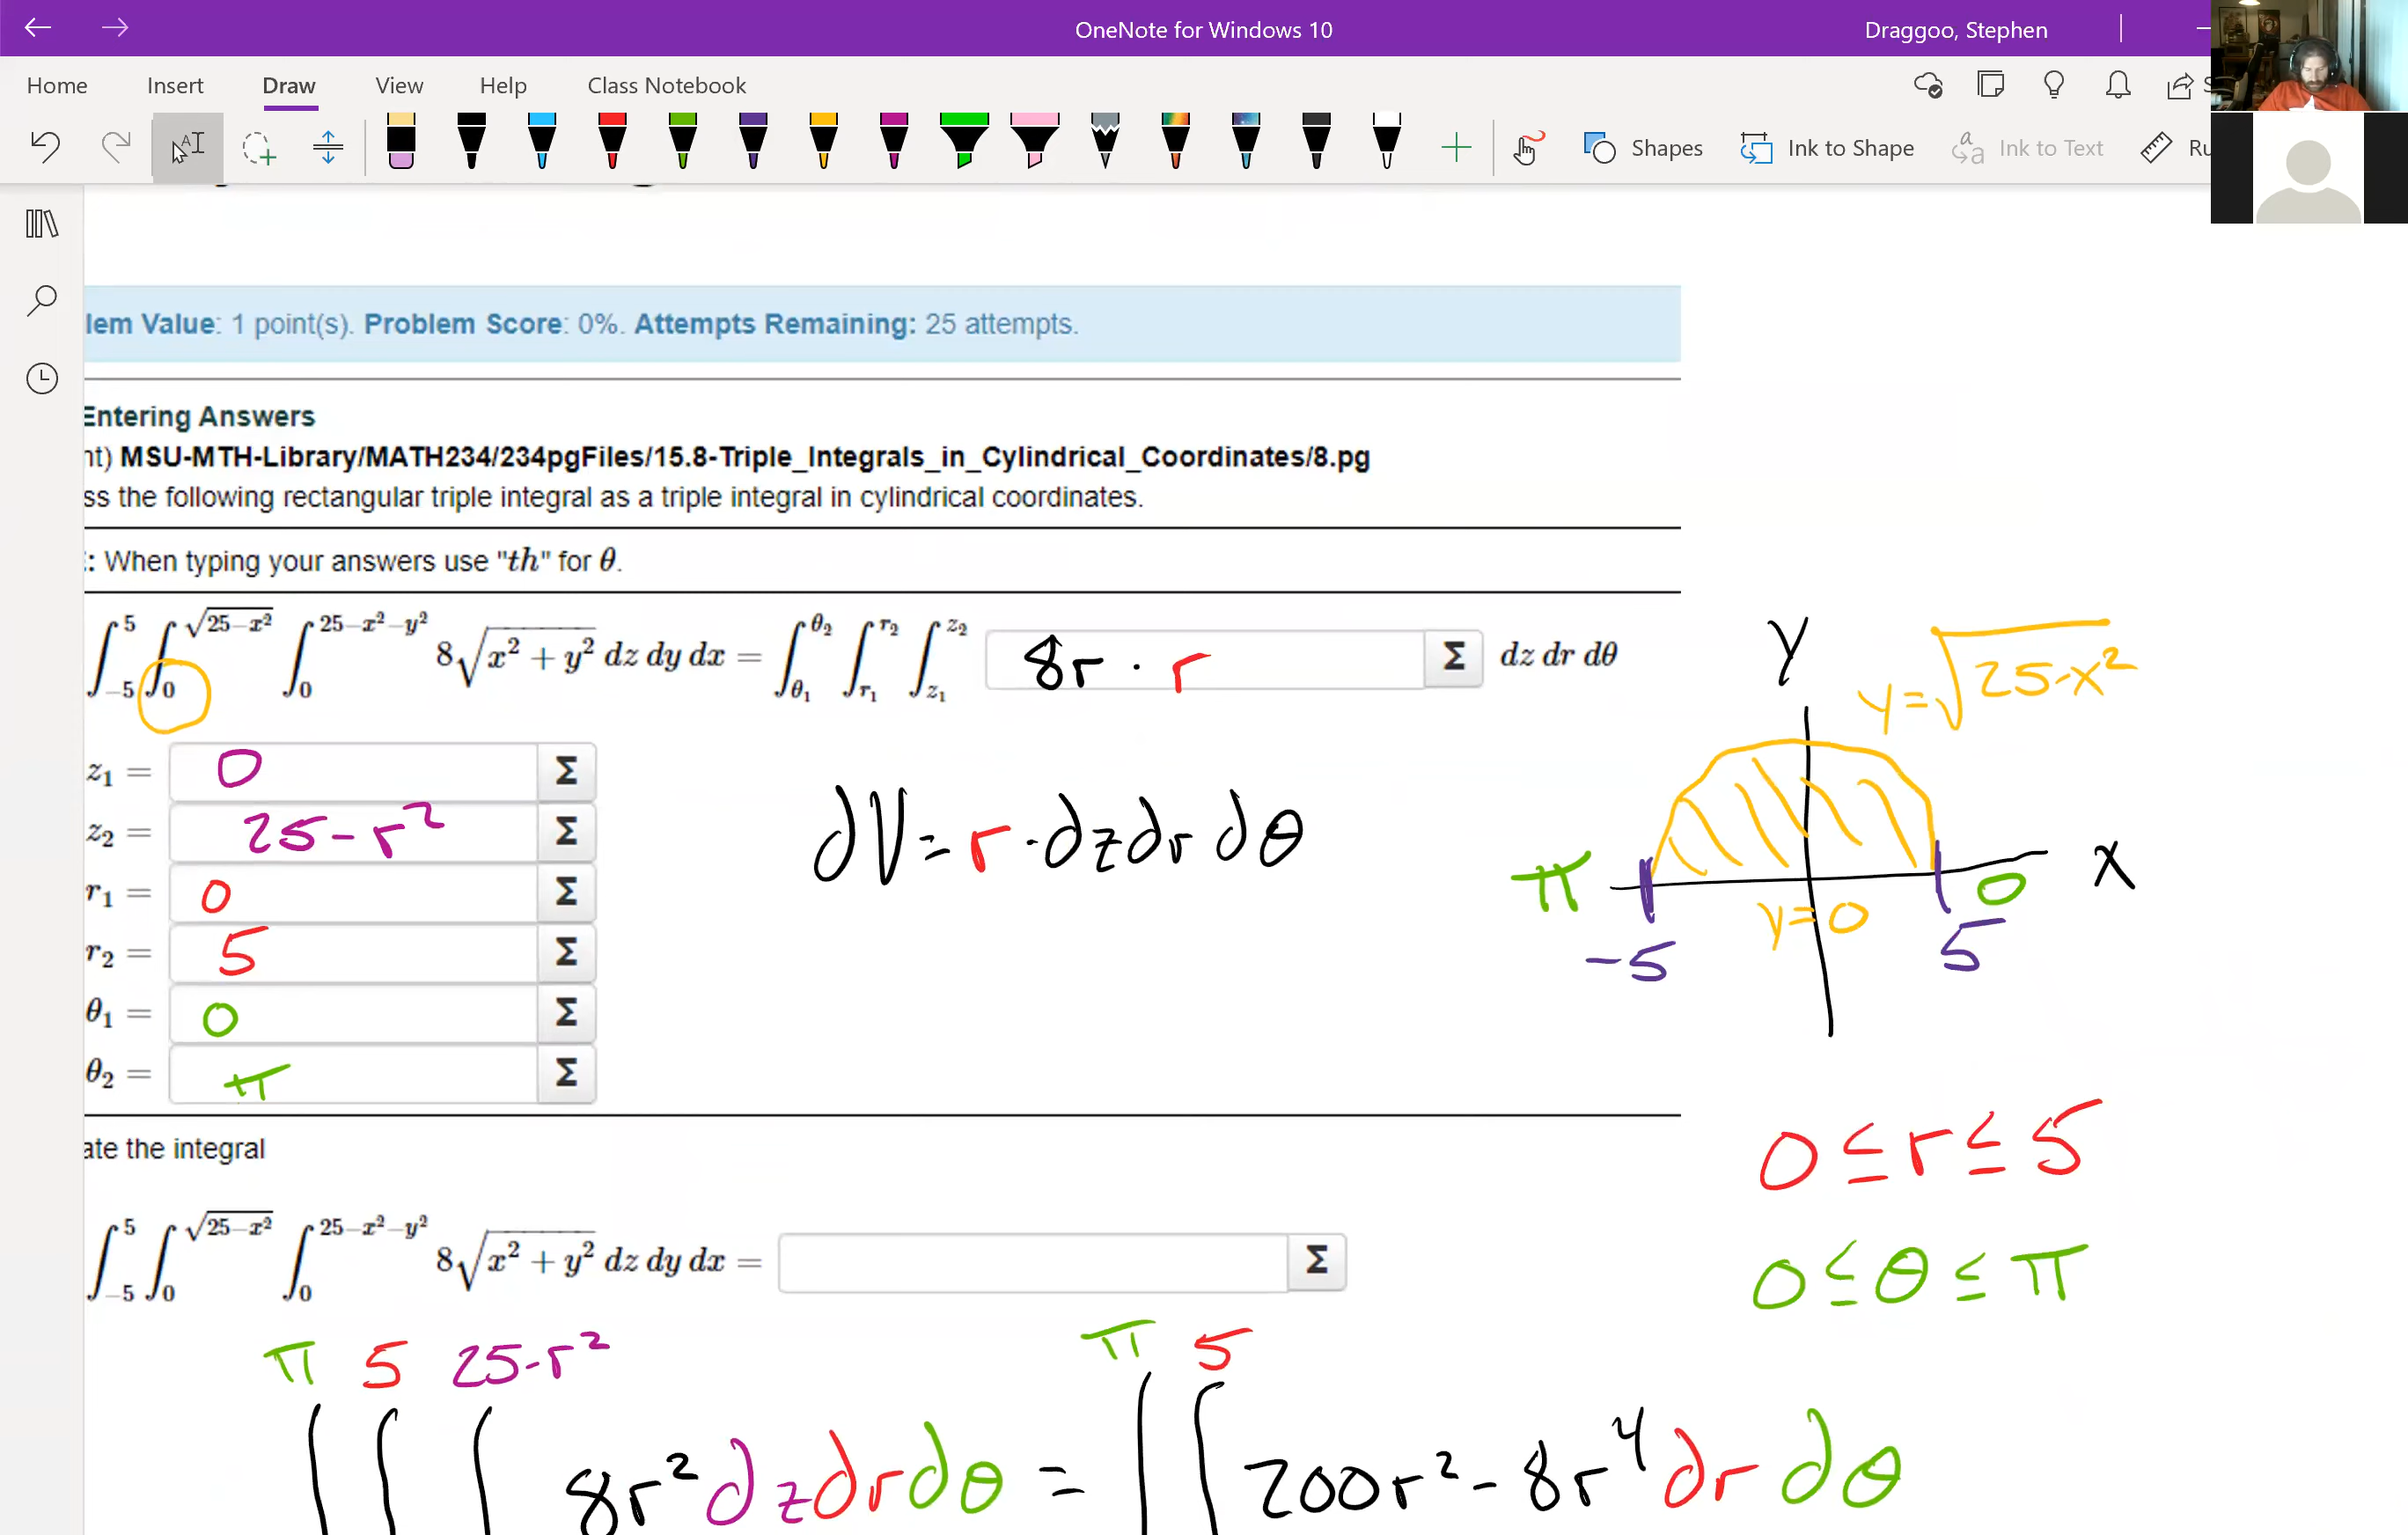 OneNote for Windows 10
Draggoo, Stephen
Home Insert Draw View Help Class Notebook
Shapes Ink to Shape Ink to Text Ru
lem Value: 1 point(s). Problem Score: 0%. Attempts Remaining: 25 attempts.
Entering Answers
nt) MSU-MTH-Library/MATH234/234pgFiles/15.8-Triple_Integrals_in_Cylindrical_Coordinates/8.pg
ss the following rectangular triple integral as a triple integral in cylindrical coordinates.
: When typing your answers use "th" for θ.
∫_{-5}^{5} ∫_{0}^{√(25−x²)} ∫_{0}^{25−x²−y²} 8√(x² + y²) dz dy dx = ∫_{θ₁}^{θ₂} ∫_{r₁}^{r₂} ∫_{z₁}^{z₂} 8r · r Σ dz dr dθ
y
y = √(25-x²)
z₁ = 0 Σ
z₂ = 25-r² Σ
dV = r · dz dr dθ
r₁ = 0 Σ
π 0 x
y=0
-5 5
r₂ = 5 Σ
θ₁ = 0 Σ
θ₂ = π Σ
ate the integral
0 ≤ r ≤ 5
∫_{-5}^{5} ∫_{0}^{√(25−x²)} ∫_{0}^{25−x²−y²} 8√(x² + y²) dz dy dx = Σ
0 ≤ θ ≤ π
π 5 25-r² π 5
∫ ∫ ∫ 8r² dz dr dθ = ∫ ∫ 200r² - 8r⁴ dr dθ